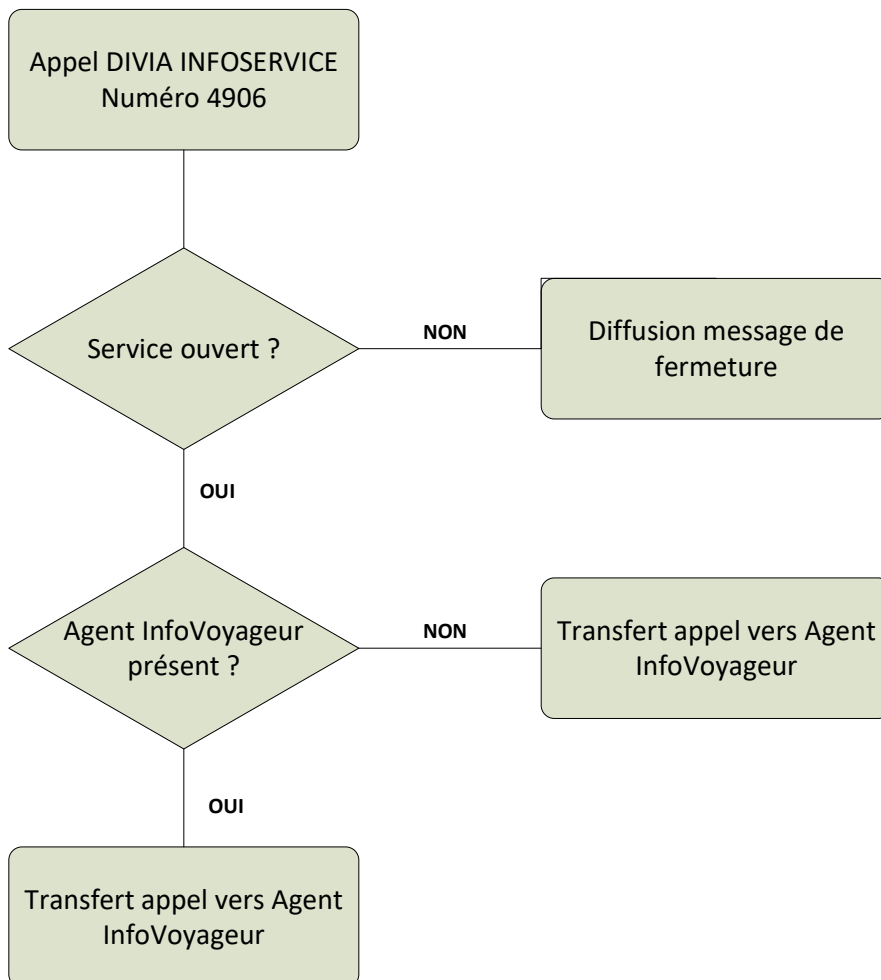 Appel DIVIA INFOSERVICE
Numéro 4906
Service ouvert ?
NON
Diffusion message de
fermeture
OUI
Agent InfoVoyageur
présent ?
NON
Transfert appel vers Agent
InfoVoyageur
OUI
Transfert appel vers Agent
InfoVoyageur